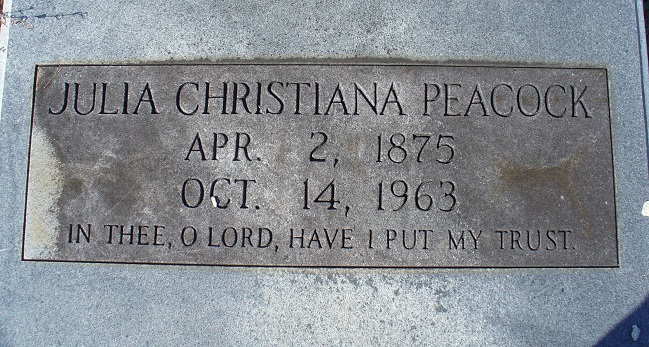 JULIA CHRISTIANA PEACOCK
APR. 2, 1875
OCT. 14, 1963
IN THEE, O LORD, HAVE I PUT MY TRUST.